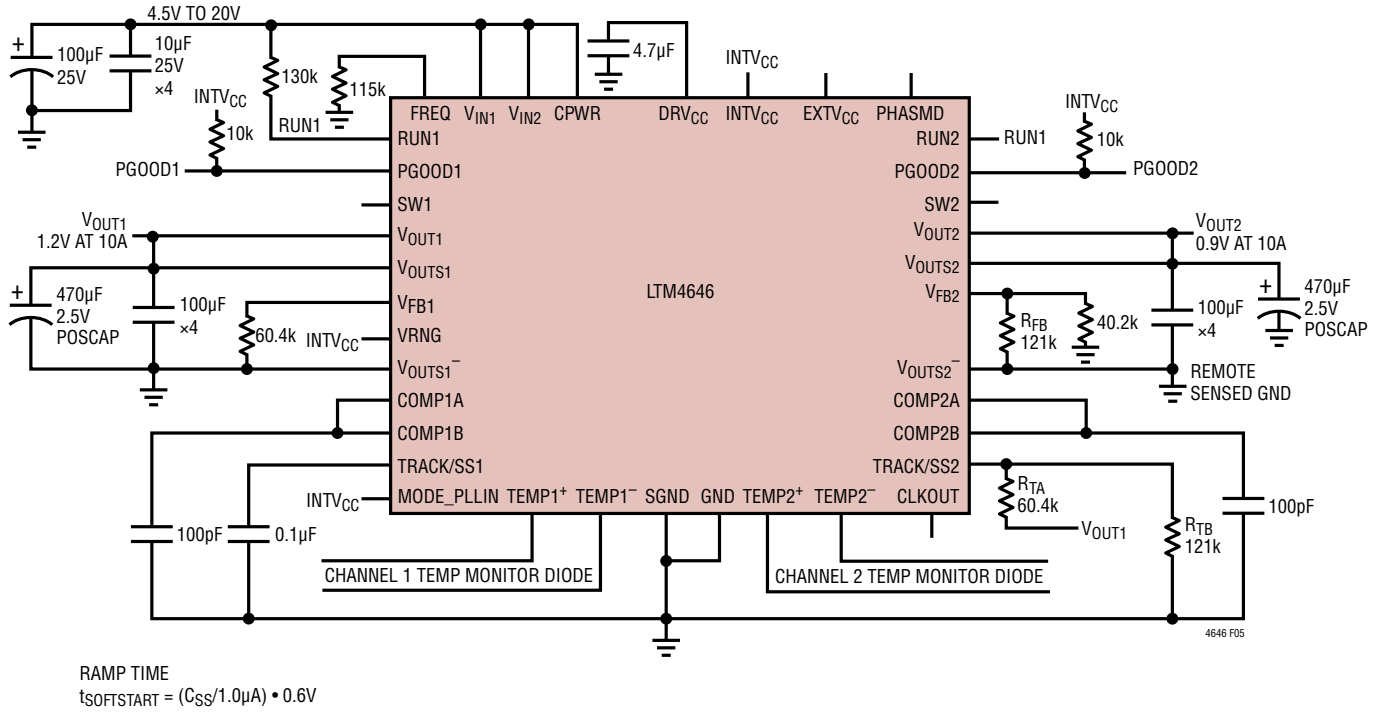 4.5V TO 20V
100µF
25V
10µF
25V
×4
130k
115k
4.7µF
INTVCC
INTVCC
10k
RUN1
PGOOD1
INTVCC
10k
RUN1
PGOOD2
FREQ
VIN1
VIN2
CPWR
DRVCC
INTVCC
EXTVCC
PHASMD
RUN1
PGOOD1
SW1
VOUT1
VOUTS1
VFB1
VRNG
VOUTS1–
COMP1A
COMP1B
TRACK/SS1
MODE_PLLIN
TEMP1+
TEMP1–
SGND
GND
TEMP2+
TEMP2–
CLKOUT
LTM4646
RUN2
PGOOD2
SW2
VOUT2
VOUTS2
VFB2
VOUTS2–
COMP2A
COMP2B
TRACK/SS2
VOUT1
1.2V AT 10A
470µF
2.5V
POSCAP
100µF
×4
60.4k
INTVCC
INTVCC
100pF
0.1µF
VOUT2
0.9V AT 10A
RFB
121k
40.2k
100µF
×4
470µF
2.5V
POSCAP
REMOTE
SENSED GND
RTA
60.4k
VOUT1
RTB
121k
100pF
CHANNEL 1 TEMP MONITOR DIODE
CHANNEL 2 TEMP MONITOR DIODE
4646 F05
RAMP TIME
tSOFTSTART = (CSS/1.0µA) • 0.6V